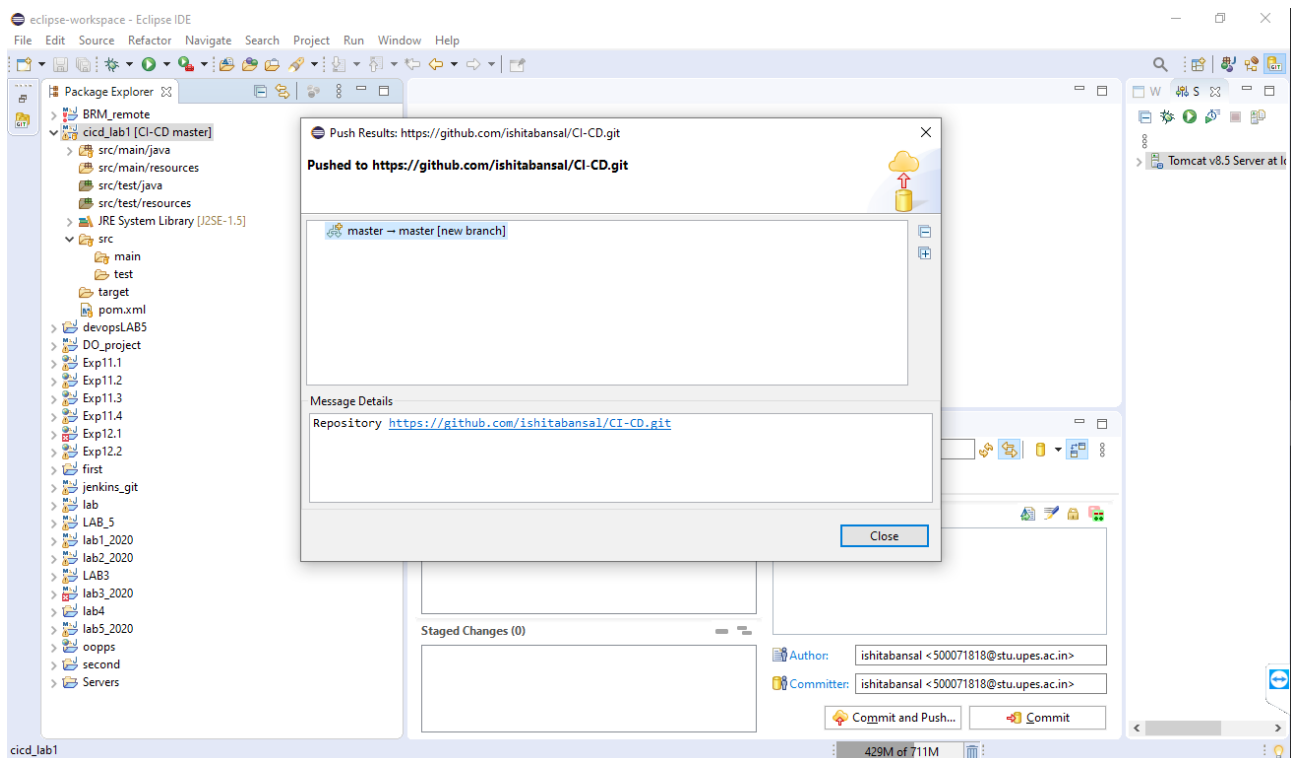 eclipse-workspace - Eclipse IDE
File Edit Source Refactor Navigate Search Project Run Window Help
Package Explorer
BRM_remote
cicd_lab1 [CI-CD master]
src/main/java
src/main/resources
src/test/java
src/test/resources
JRE System Library [J2SE-1.5]
src
main
test
target
pom.xml
devopsLAB5
DO_project
Exp11.1
Exp11.2
Exp11.3
Exp11.4
Exp12.1
Exp12.2
first
jenkins_git
lab
LAB_5
lab1_2020
lab2_2020
LAB3
lab3_2020
lab4
lab5_2020
oopps
second
Servers
Push Results: https://github.com/ishitabansal/CI-CD.git
Pushed to https://github.com/ishitabansal/CI-CD.git
master → master [new branch]
Message Details
Repository https://github.com/ishitabansal/CI-CD.git
Close
Staged Changes (0)
Author: ishitabansal <500071818@stu.upes.ac.in>
Committer: ishitabansal <500071818@stu.upes.ac.in>
Commit and Push... Commit
W S
Tomcat v8.5 Server at lo
cicd_lab1
429M of 711M
GIT